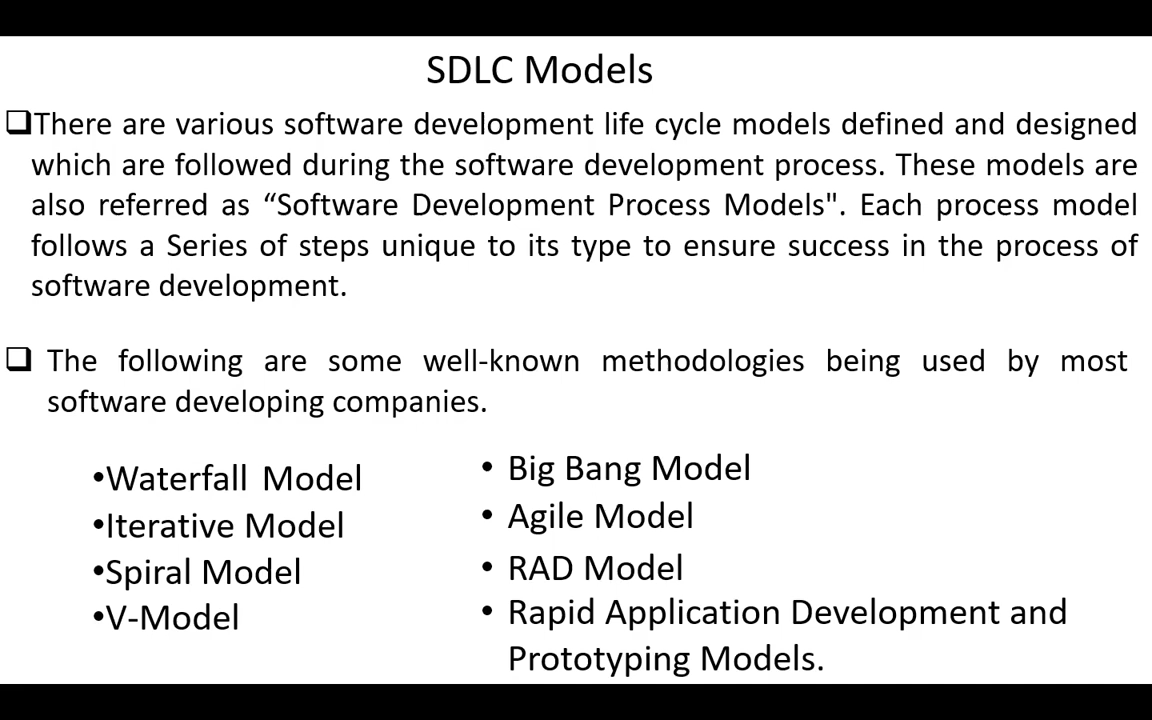 SDLC Models
❑There are various software development life cycle models defined and designed
which are followed during the software development process. These models are
also referred as “Software Development Process Models". Each process model
follows a Series of steps unique to its type to ensure success in the process of
software development.
❑ The following are some well-known methodologies being used by most
software developing companies.
•Waterfall Model
•Iterative Model
•Spiral Model
•V-Model
• Big Bang Model
• Agile Model
• RAD Model
• Rapid Application Development and
Prototyping Models.